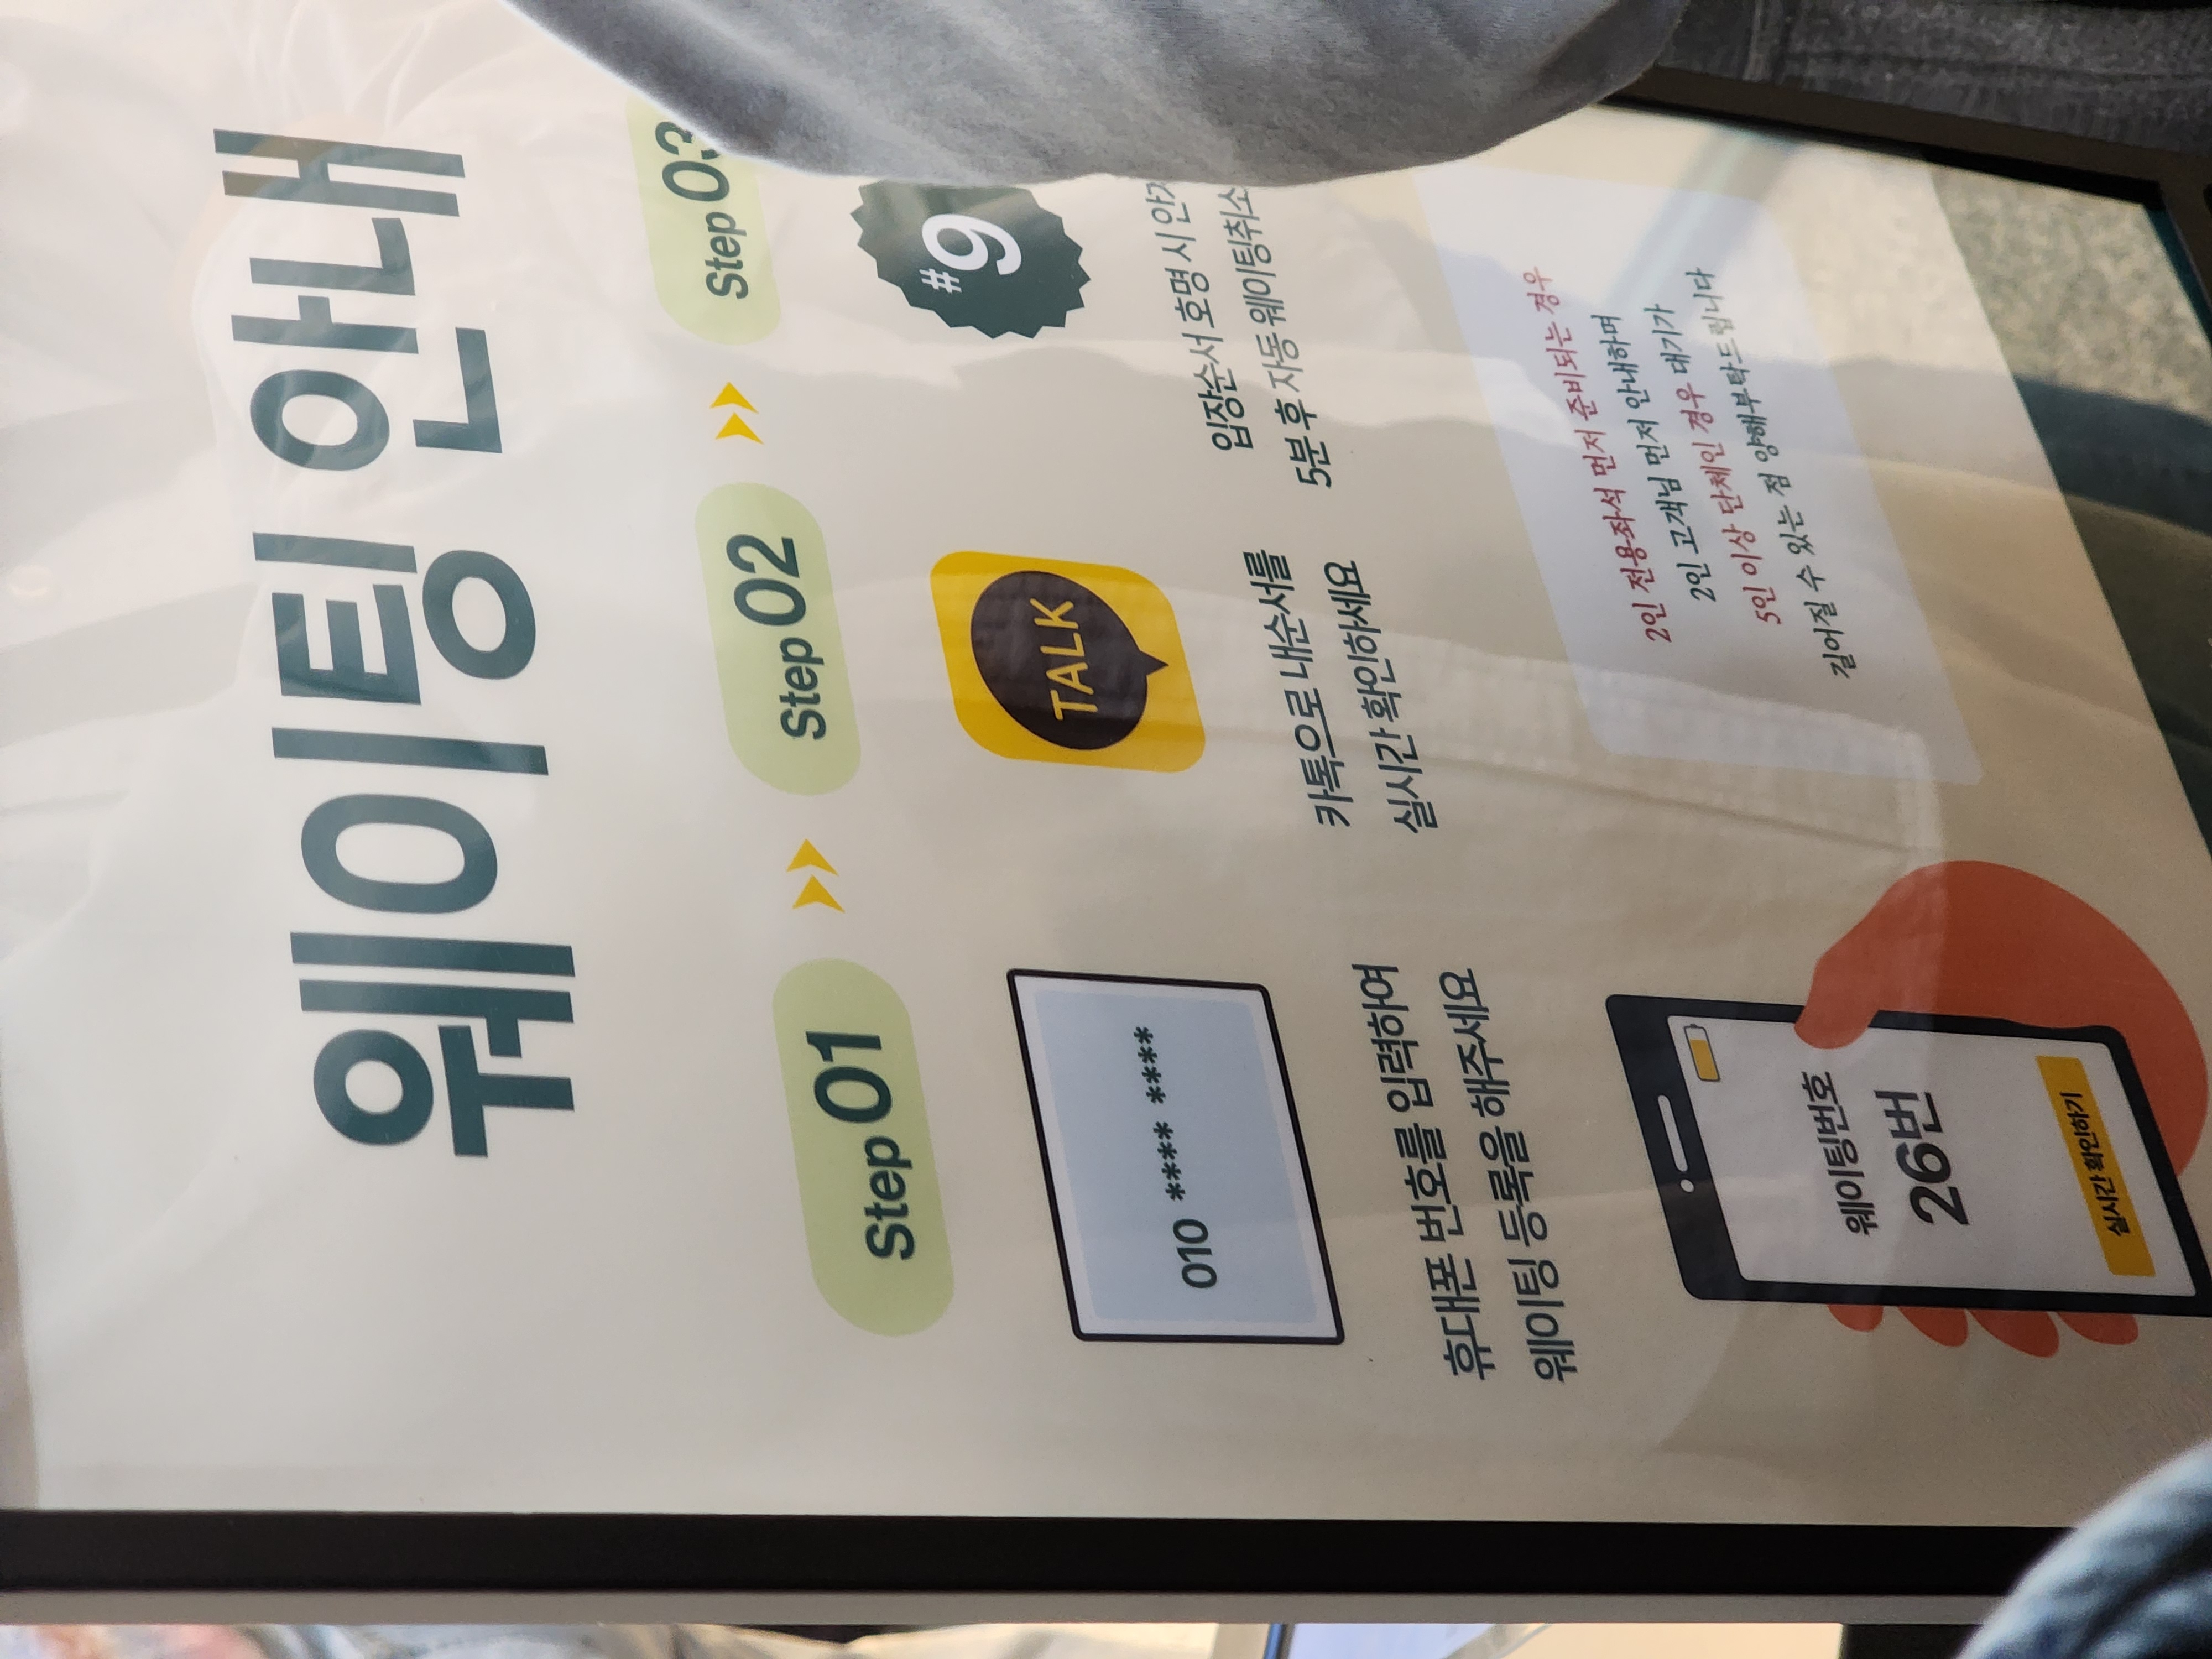 웨이팅 안내
Step 01
Step 02
Step 03
010 **** ****
TALK
#9
휴대폰 번호를 입력하여
웨이팅 등록을 해주세요
카톡으로 내순서를
실시간 확인하세요
입장순서 호명 시
5분 후 자동 웨이팅취소
웨이팅번호
26번
실시간 확인하기
2인 전용좌석 먼저 준비되는 경우
2인 고객님 먼저 안내하며
5인 이상 단체인 경우 대기가
길어질 수 있는 점 양해부탁드립니다